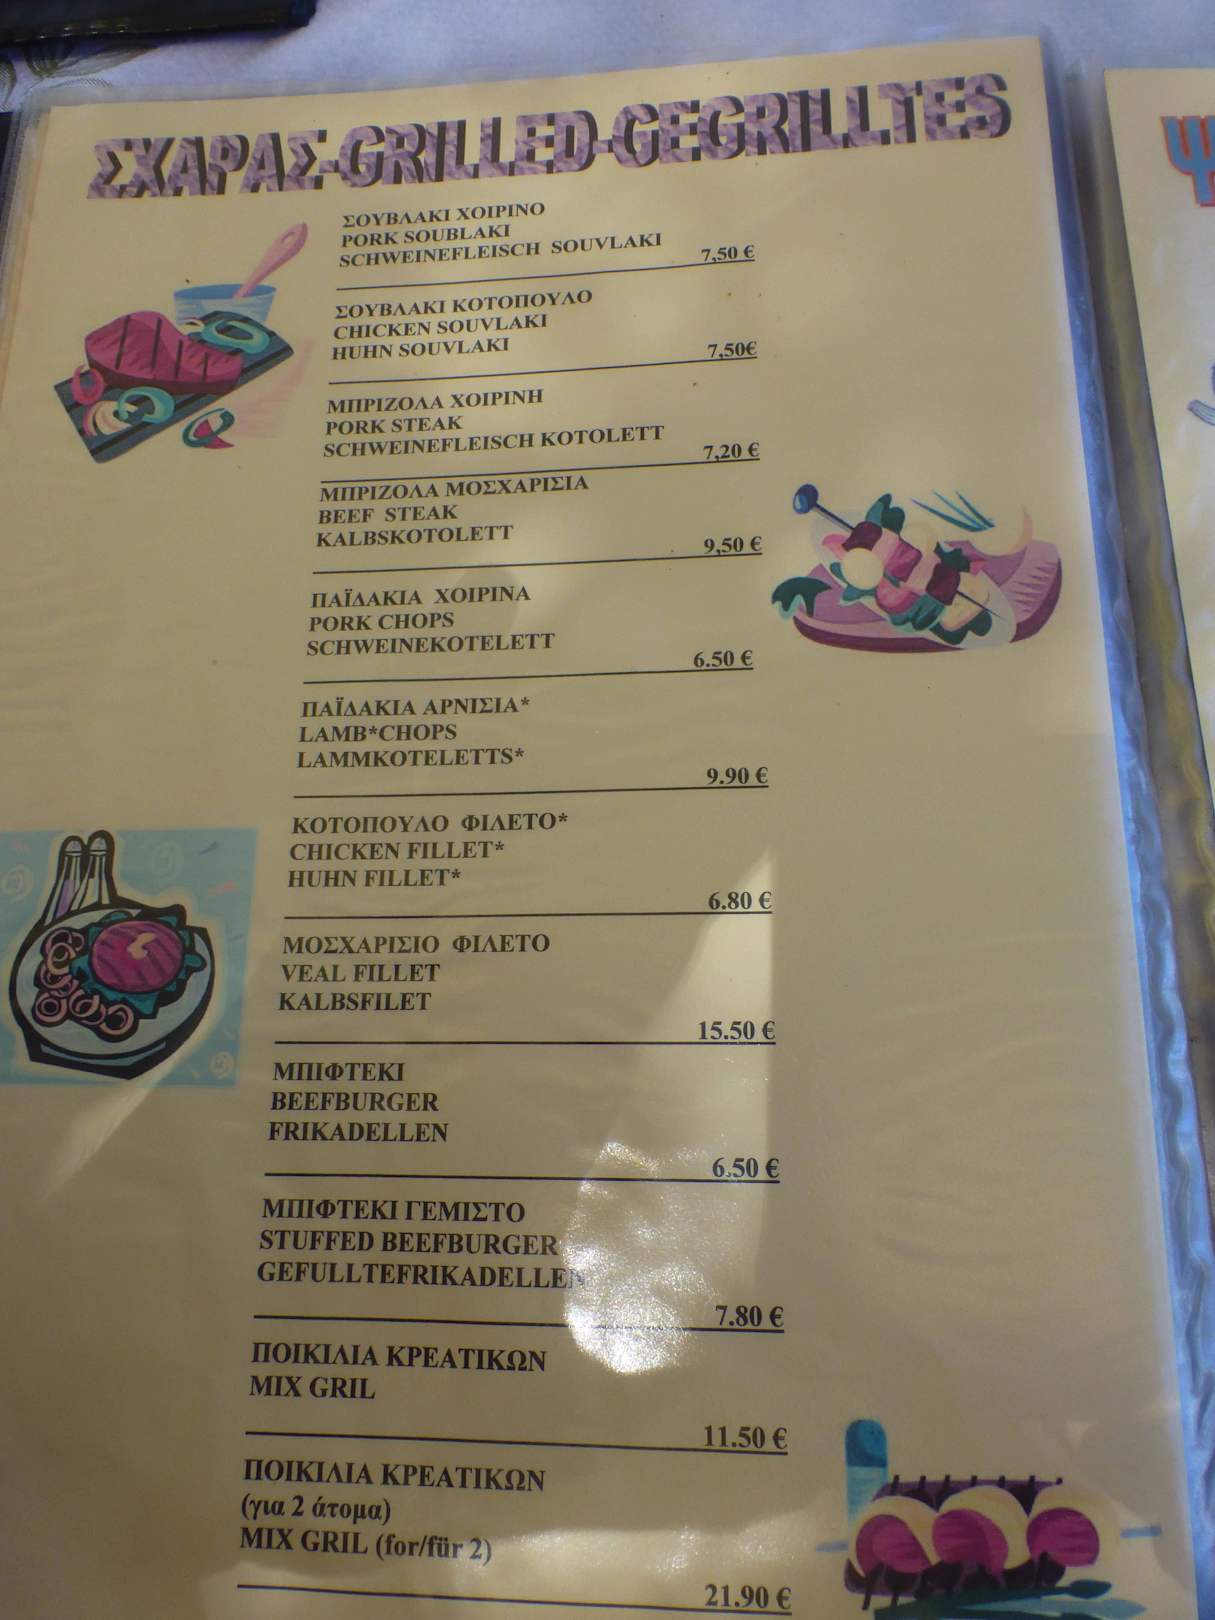 ΣΧΑΡΑΣ-GRILLED-GEGRILLTES
ΣΟΥΒΛΑΚΙ ΧΟΙΡΙΝΟ
PORK SOUBLAKI
SCHWEINEFLEISCH SOUVLAKI 7,50 €
ΣΟΥΒΛΑΚΙ ΚΟΤΟΠΟΥΛΟ
CHICKEN SOUVLAKI
HUHN SOUVLAKI 7,50€
ΜΠΡΙΖΟΛΑ ΧΟΙΡΙΝΗ
PORK STEAK
SCHWEINEFLEISCH KOTOLETT 7,20 €
ΜΠΡΙΖΟΛΑ ΜΟΣΧΑΡΙΣΙΑ
BEEF STEAK
KALBSKOTOLETT 9,50 €
ΠΑΪΔΑΚΙΑ ΧΟΙΡΙΝΑ
PORK CHOPS
SCHWEINEKOTELETT
6.50 €
ΠΑΪΔΑΚΙΑ ΑΡΝΙΣΙΑ*
LAMB*CHOPS
LAMMKOTELETTS*
9.90 €
ΚΟΤΟΠΟΥΛΟ ΦΙΛΕΤΟ*
CHICKEN FILLET*
HUHN FILLET*
6.80 €
ΜΟΣΧΑΡΙΣΙΟ ΦΙΛΕΤΟ
VEAL FILLET
KALBSFILET
15.50 €
ΜΠΙΦΤΕΚΙ
BEEFBURGER
FRIKADELLEN
6.50 €
ΜΠΙΦΤΕΚΙ ΓΕΜΙΣΤΟ
STUFFED BEEFBURGER
GEFULLTEFRIKADELLEN
7.80 €
ΠΟΙΚΙΛΙΑ ΚΡΕΑΤΙΚΩΝ
MIX GRIL
11.50 €
ΠΟΙΚΙΛΙΑ ΚΡΕΑΤΙΚΩΝ
(για 2 άτομα)
MIX GRIL (for/für 2)
21.90 €